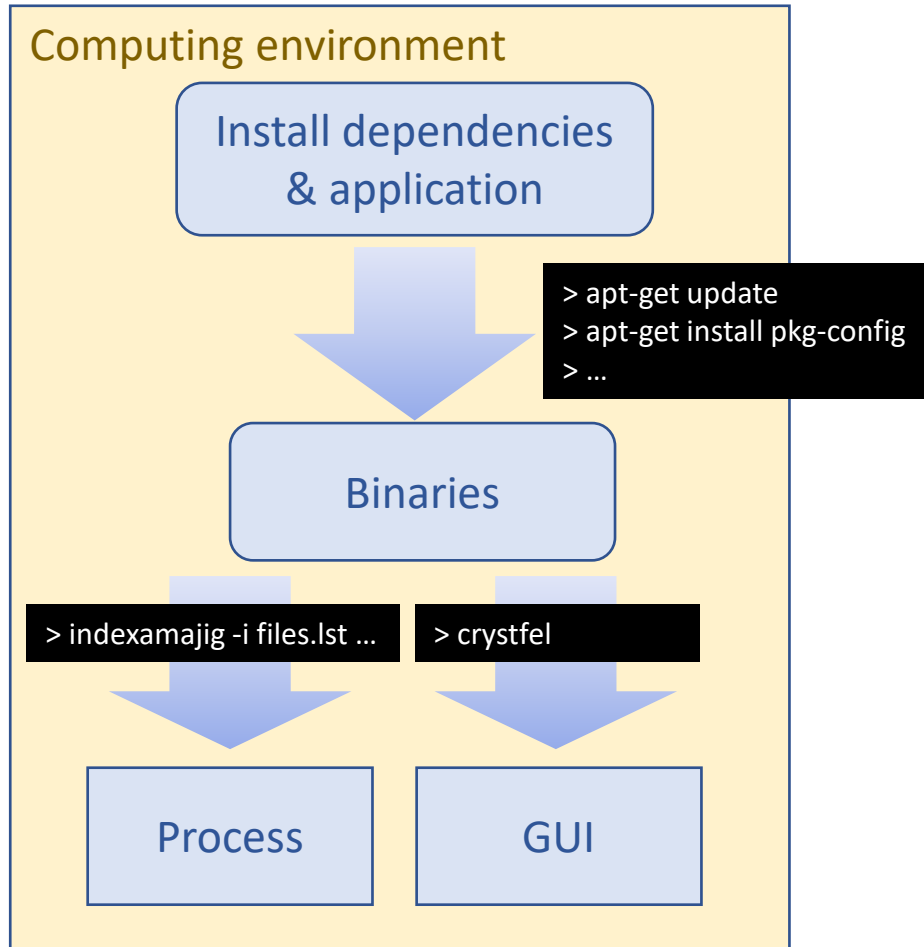 Computing environment
Install dependencies
& application
> apt-get update
> apt-get install pkg-config
> ...
Binaries
> indexamajig -i files.lst ...
> crystfel
Process
GUI